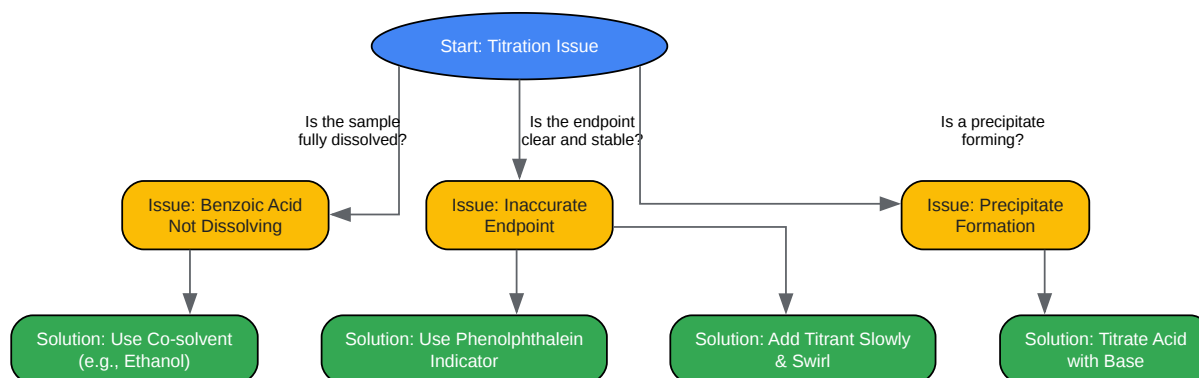 Start: Titration Issue
Is the sample
fully dissolved?
Is the endpoint
clear and stable?
Is a precipitate
forming?
Issue: Benzoic Acid
Not Dissolving
Issue: Inaccurate
Endpoint
Issue: Precipitate
Formation
Solution: Use Co-solvent
(e.g., Ethanol)
Solution: Use Phenolphthalein
Indicator
Solution: Add Titrant Slowly
& Swirl
Solution: Titrate Acid
with Base